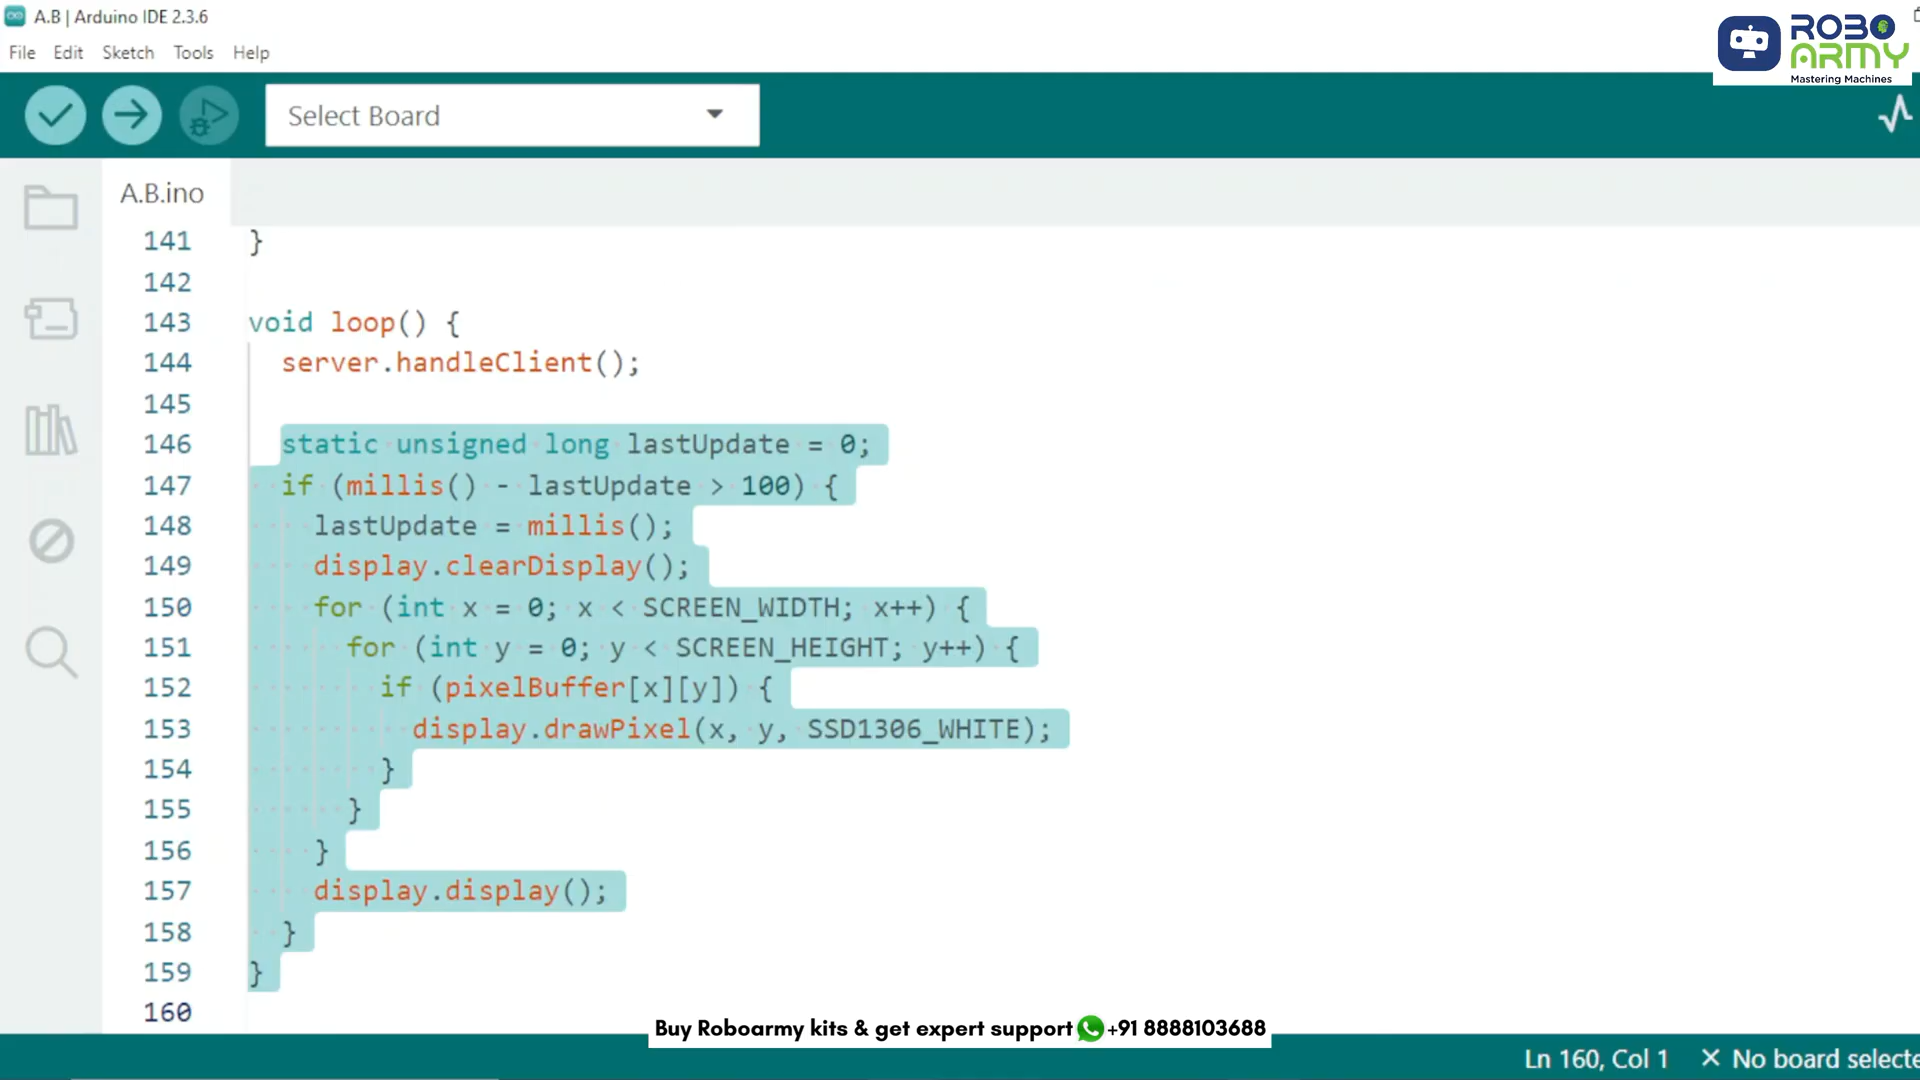 A.B | Arduino IDE 2.3.6
File Edit Sketch Tools Help
ROBO
ARMY
Mastering Machines
Select Board
A.B.ino
141 }
142
143 void loop() {
144 server.handleClient();
145
146 static unsigned long lastUpdate = 0;
147 if (millis() - lastUpdate > 100) {
148 lastUpdate = millis();
149 display.clearDisplay();
150 for (int x = 0; x < SCREEN_WIDTH; x++) {
151 for (int y = 0; y < SCREEN_HEIGHT; y++) {
152 if (pixelBuffer[x][y]) {
153 display.drawPixel(x, y, SSD1306_WHITE);
154 }
155 }
156 }
157 display.display();
158 }
159 }
160
Buy Roboarmy kits & get expert support +91 8888103688
Ln 160, Col 1 × No board selecte